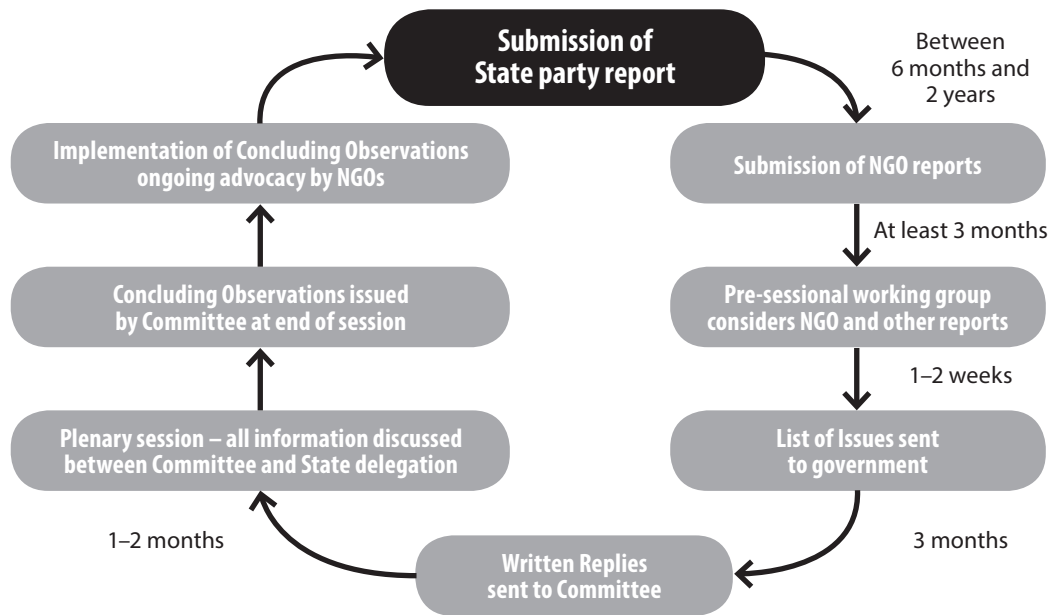 Submission of
State party report
Between
6 months and
2 years
Submission of NGO reports
At least 3 months
Pre-sessional working group
considers NGO and other reports
1–2 weeks
List of Issues sent
to government
3 months
Written Replies
sent to Committee
1–2 months
Plenary session – all information discussed
between Committee and State delegation
Concluding Observations issued
by Committee at end of session
Implementation of Concluding Observations
ongoing advocacy by NGOs